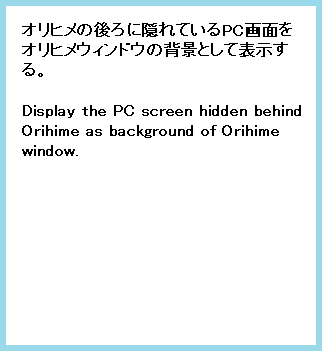 オリヒメの後ろに隠れているPC画面を
オリヒメウィンドウの背景として表示す
る。
Display the PC screen hidden behind
Orihime as background of Orihime
window.